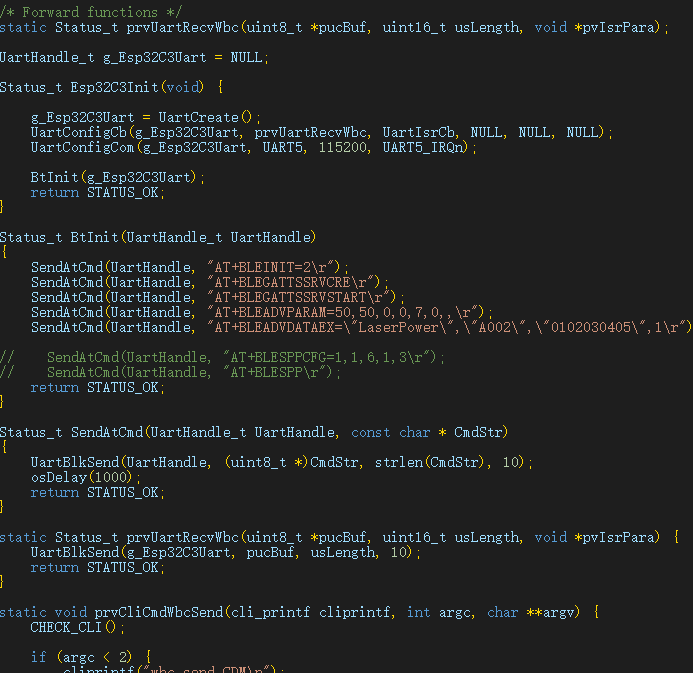 /* Forward functions */
static Status_t prvUartRecvWbc(uint8_t *pucBuf, uint16_t usLength, void *pvIsrPara);
UartHandle_t g_Esp32C3Uart = NULL;
Status_t Esp32C3Init(void) {
    g_Esp32C3Uart = UartCreate();
    UartConfigCb(g_Esp32C3Uart, prvUartRecvWbc, UartIsrCb, NULL, NULL, NULL);
    UartConfigCom(g_Esp32C3Uart, UART5, 115200, UART5_IRQn);
    BtInit(g_Esp32C3Uart);
    return STATUS_OK;
}
Status_t BtInit(UartHandle_t UartHandle)
{
    SendAtCmd(UartHandle, "AT+BLEINIT=2\r");
    SendAtCmd(UartHandle, "AT+BLEGATTSSRVCRE\r");
    SendAtCmd(UartHandle, "AT+BLEGATTSSRVSTART\r");
    SendAtCmd(UartHandle, "AT+BLEADVPARAM=50,50,0,0,7,0,,\r");
    SendAtCmd(UartHandle, "AT+BLEADVDATAEX=\"LaserPower\",\"A002\",\"0102030405\",1\r")
//    SendAtCmd(UartHandle, "AT+BLESPPCFG=1,1,6,1,3\r");
//    SendAtCmd(UartHandle, "AT+BLESPP\r");
    return STATUS_OK;
}
Status_t SendAtCmd(UartHandle_t UartHandle, const char * CmdStr)
{
    UartBlkSend(UartHandle, (uint8_t *)CmdStr, strlen(CmdStr), 10);
    osDelay(1000);
    return STATUS_OK;
}
static Status_t prvUartRecvWbc(uint8_t *pucBuf, uint16_t usLength, void *pvIsrPara) {
    UartBlkSend(g_Esp32C3Uart, pucBuf, usLength, 10);
    return STATUS_OK;
}
static void prvCliCmdWbcSend(cli_printf cliprintf, int argc, char **argv) {
    CHECK_CLI();
    if (argc < 2) {
        cliprintf("wbc send CDM\n");